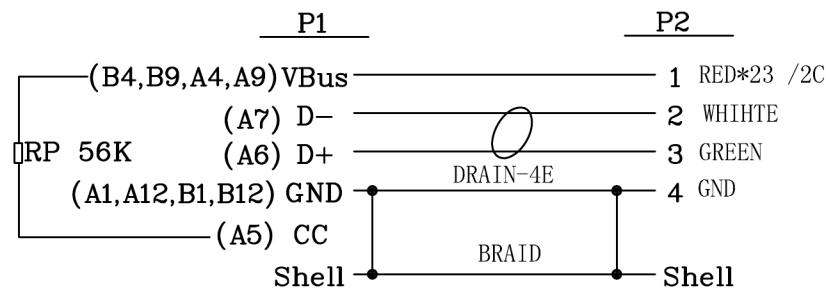 P1 P2
(B4,B9,A4,A9) VBus 1 RED*23 /2C
(A7) D- 2 WHIHTE
RP 56K (A6) D+ 3 GREEN
DRAIN-4E
(A1,A12,B1,B12) GND 4 GND
(A5) CC
BRAID
Shell Shell